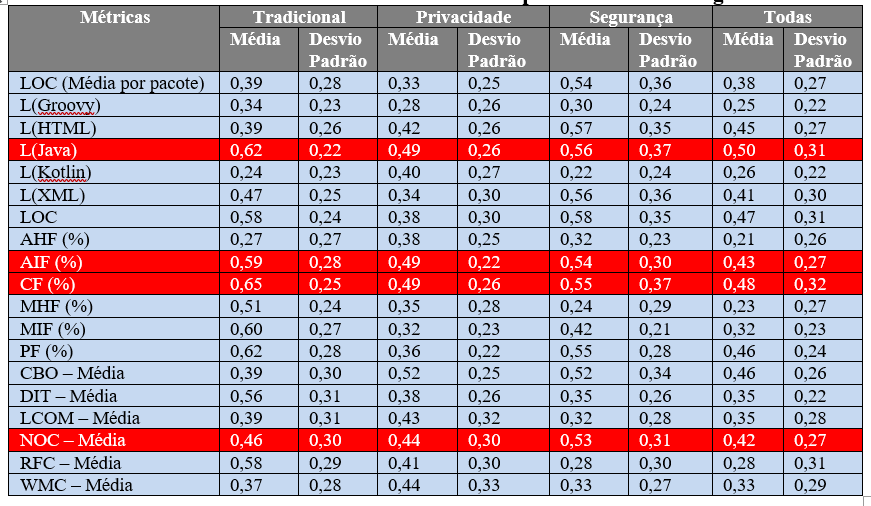 Métricas Tradicional Privacidade Segurança Todas
Média Desvio Padrão Média Desvio Padrão Média Desvio Padrão Média Desvio Padrão
LOC (Média por pacote) 0,39 0,28 0,33 0,25 0,54 0,36 0,38 0,27
L(Groovy) 0,34 0,23 0,28 0,26 0,30 0,24 0,25 0,22
L(HTML) 0,39 0,26 0,42 0,26 0,57 0,35 0,45 0,27
L(Java) 0,62 0,22 0,49 0,26 0,56 0,37 0,50 0,31
L(Kotlin) 0,24 0,23 0,40 0,27 0,22 0,24 0,26 0,22
L(XML) 0,47 0,25 0,34 0,30 0,56 0,36 0,41 0,30
LOC 0,58 0,24 0,38 0,30 0,58 0,35 0,47 0,31
AHF (%) 0,27 0,27 0,38 0,25 0,32 0,23 0,21 0,26
AIF (%) 0,59 0,28 0,49 0,22 0,54 0,30 0,43 0,27
CF (%) 0,65 0,25 0,49 0,26 0,55 0,37 0,48 0,32
MHF (%) 0,51 0,24 0,35 0,28 0,24 0,29 0,23 0,27
MIF (%) 0,60 0,27 0,32 0,23 0,42 0,21 0,32 0,23
PF (%) 0,62 0,28 0,36 0,22 0,55 0,28 0,46 0,24
CBO – Média 0,39 0,30 0,52 0,25 0,52 0,34 0,46 0,26
DIT – Média 0,56 0,31 0,38 0,26 0,35 0,26 0,35 0,22
LCOM – Média 0,39 0,31 0,43 0,32 0,32 0,28 0,35 0,28
NOC – Média 0,46 0,30 0,44 0,30 0,53 0,31 0,42 0,27
RFC – Média 0,58 0,29 0,41 0,30 0,28 0,30 0,28 0,31
WMC – Média 0,37 0,28 0,44 0,33 0,33 0,27 0,33 0,29